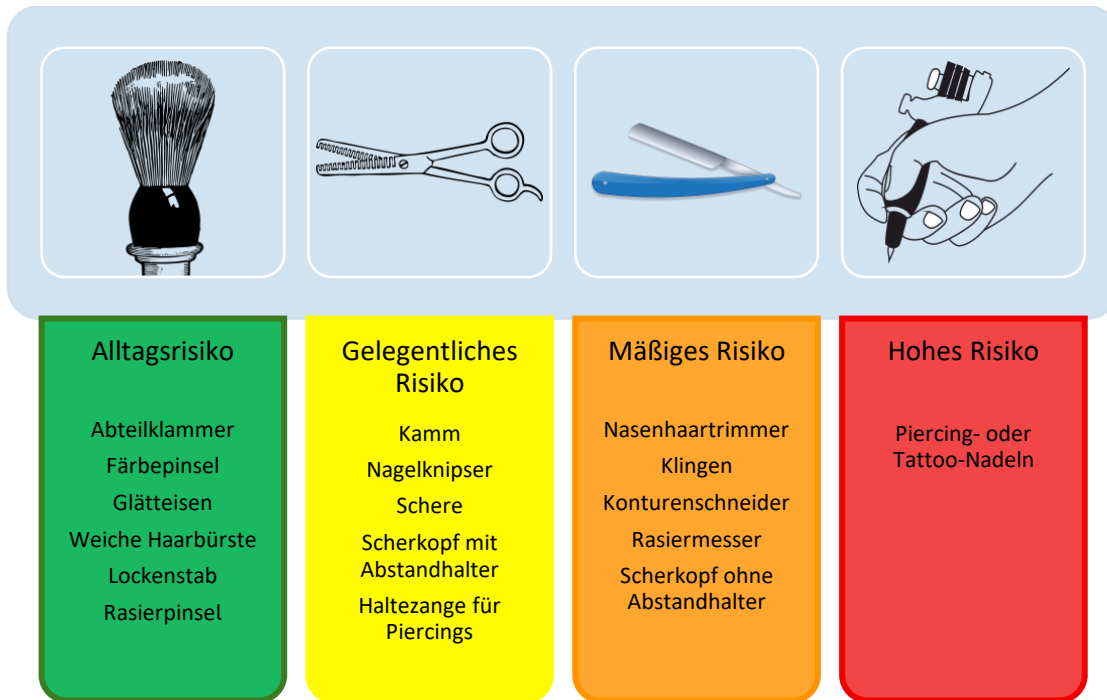 Alltagsrisiko
Abteilklammer
Färbepinsel
Glätteisen
Weiche Haarbürste
Lockenstab
Rasierpinsel
Gelegentliches
Risiko
Kamm
Nagelknipser
Schere
Scherkopf mit
Abstandhalter
Haltezange für
Piercings
Mäßiges Risiko
Nasenhaartrimmer
Klingen
Konturenschneider
Rasiermesser
Scherkopf ohne
Abstandhalter
Hohes Risiko
Piercing- oder
Tattoo-Nadeln